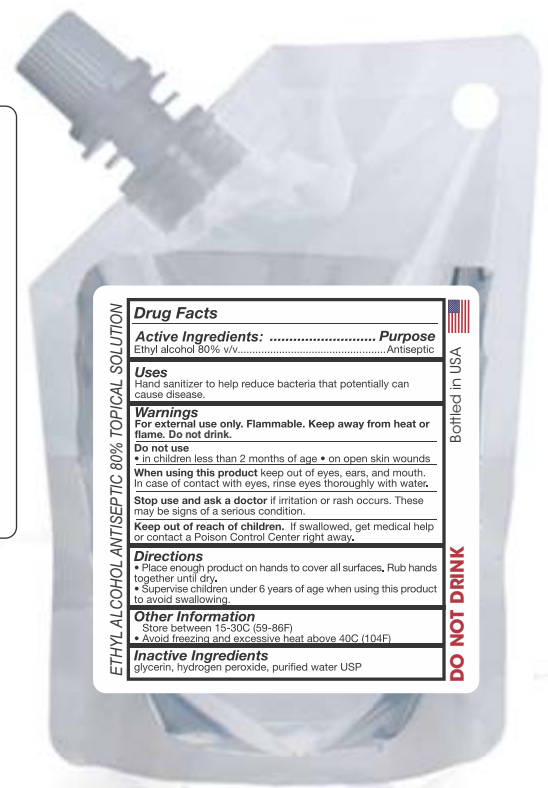 ETHYL ALCOHOL ANTISEPTIC 80% TOPICAL SOLUTION
Drug Facts
Active Ingredients: ........................... Purpose
Ethyl alcohol 80% v/v..................................................Antiseptic
Uses
Hand sanitizer to help reduce bacteria that potentially can
cause disease.
Warnings
For external use only. Flammable. Keep away from heat or
flame. Do not drink.
Do not use
• in children less than 2 months of age • on open skin wounds
When using this product keep out of eyes, ears, and mouth.
In case of contact with eyes, rinse eyes thoroughly with water.
Stop use and ask a doctor if irritation or rash occurs. These
may be signs of a serious condition.
Keep out of reach of children. If swallowed, get medical help
or contact a Poison Control Center right away.
Directions
• Place enough product on hands to cover all surfaces. Rub hands
together until dry.
• Supervise children under 6 years of age when using this product
to avoid swallowing.
Other Information
Store between 15-30C (59-86F)
• Avoid freezing and excessive heat above 40C (104F)
Inactive Ingredients
glycerin, hydrogen peroxide, purified water USP
Bottled in USA
DO NOT DRINK